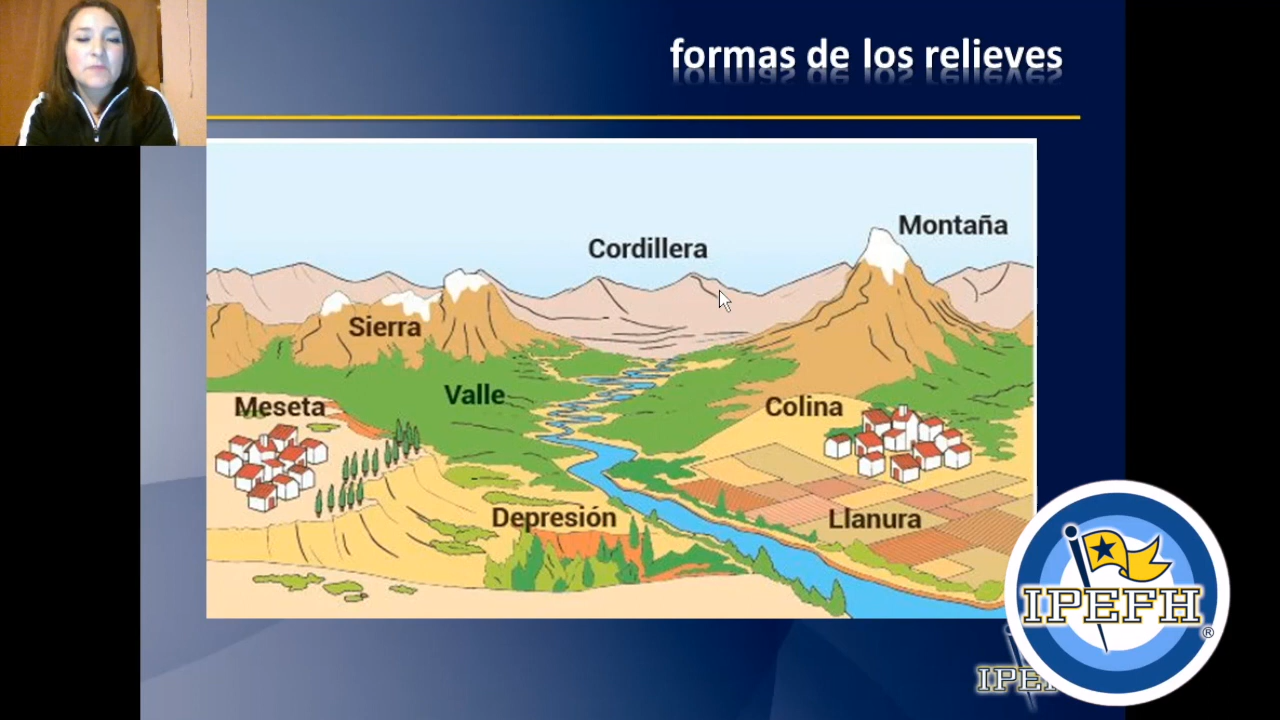 formas de los relieves
Montaña
Cordillera
Sierra
Valle
Meseta
Colina
Depresión
Llanura
IPEFH
®